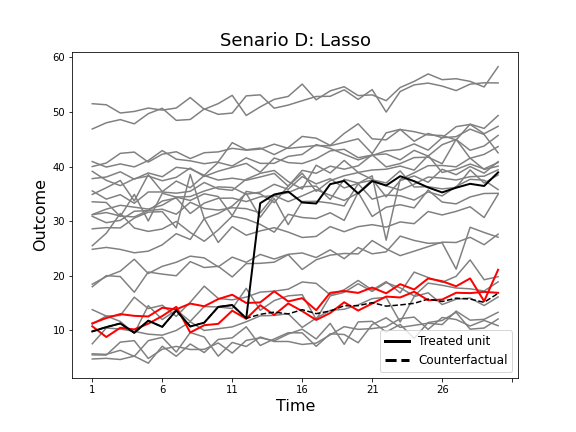 Senario D: Lasso
60
50
40
30
20
10
Outcome
1 6 11 16 21 26
Time
Treated unit
Counterfactual